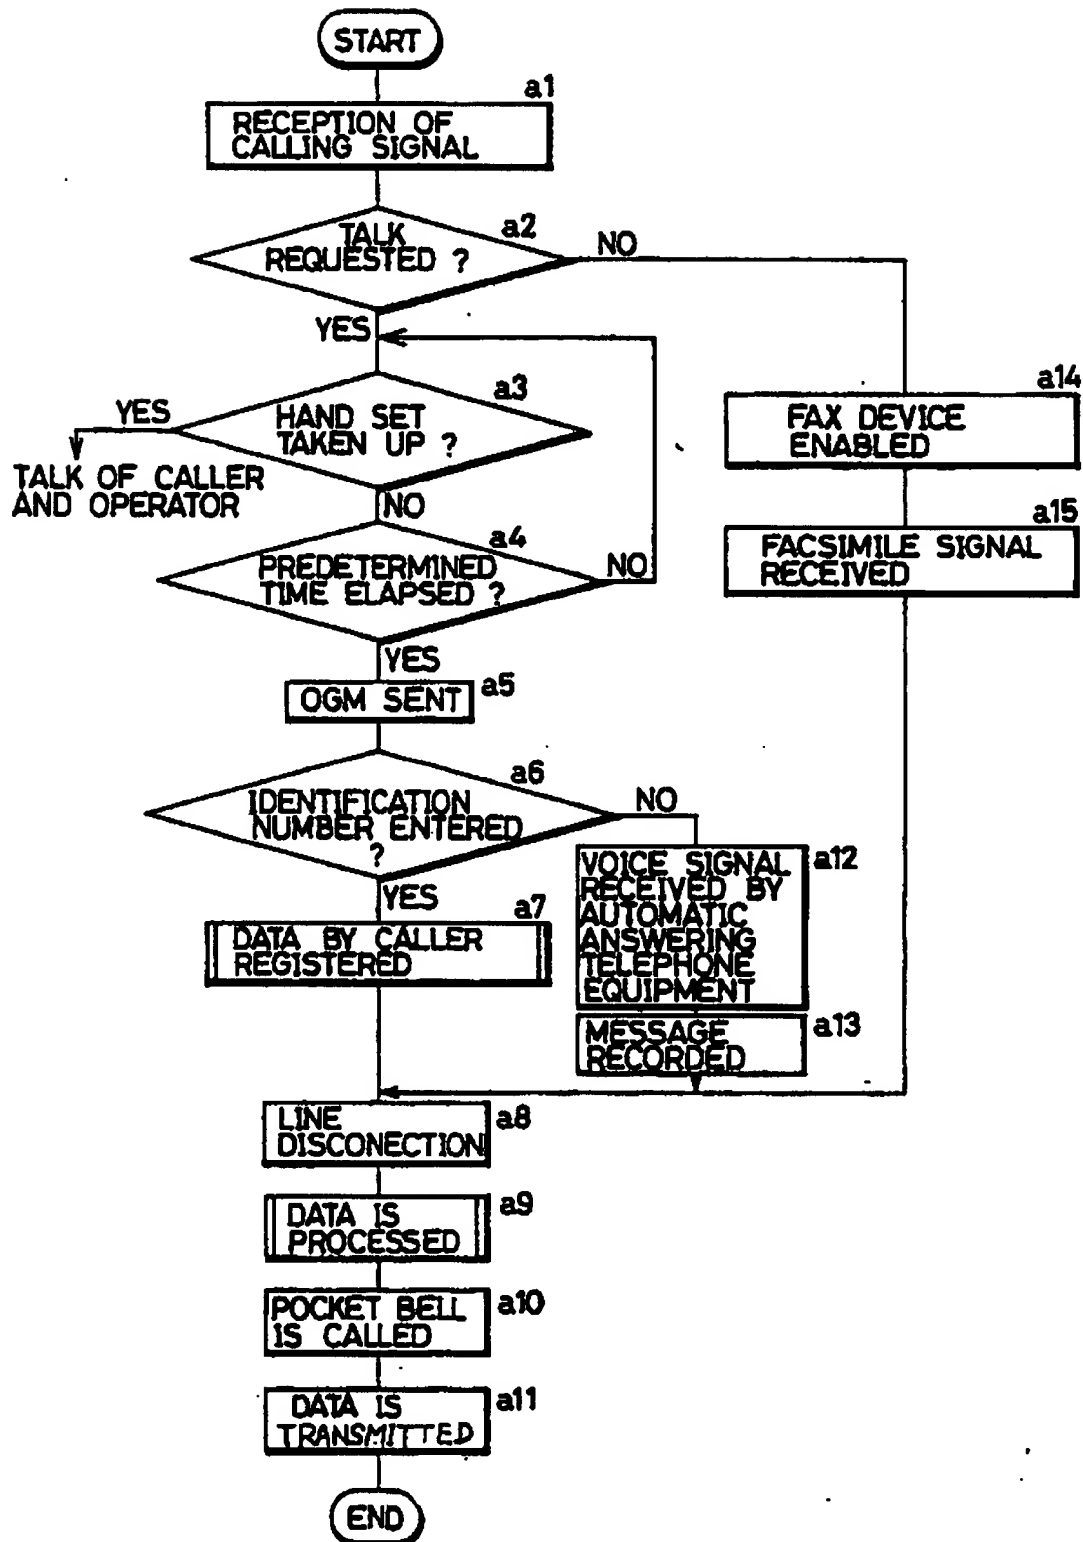 START
a1
RECEPTION OF
CALLING SIGNAL
a2
TALK
REQUESTED ?
NO
YES
a3
HAND SET
TAKEN UP ?
YES
TALK OF CALLER
AND OPERATOR
NO
a4
PREDETERMINED
TIME ELAPSED ?
NO
YES
a14
FAX DEVICE
ENABLED
a15
FACSIMILE SIGNAL
RECEIVED
OGM SENT
a5
a6
IDENTIFICATION
NUMBER ENTERED
?
NO
YES
a7
DATA BY CALLER
REGISTERED
VOICE SIGNAL
RECEIVED BY
AUTOMATIC
ANSWERING
TELEPHONE
EQUIPMENT
a12
MESSAGE
RECORDED
a13
LINE
DISCONECTION
a8
DATA IS
PROCESSED
a9
POCKET BELL
IS CALLED
a10
DATA IS
TRANSMITTED
a11
END